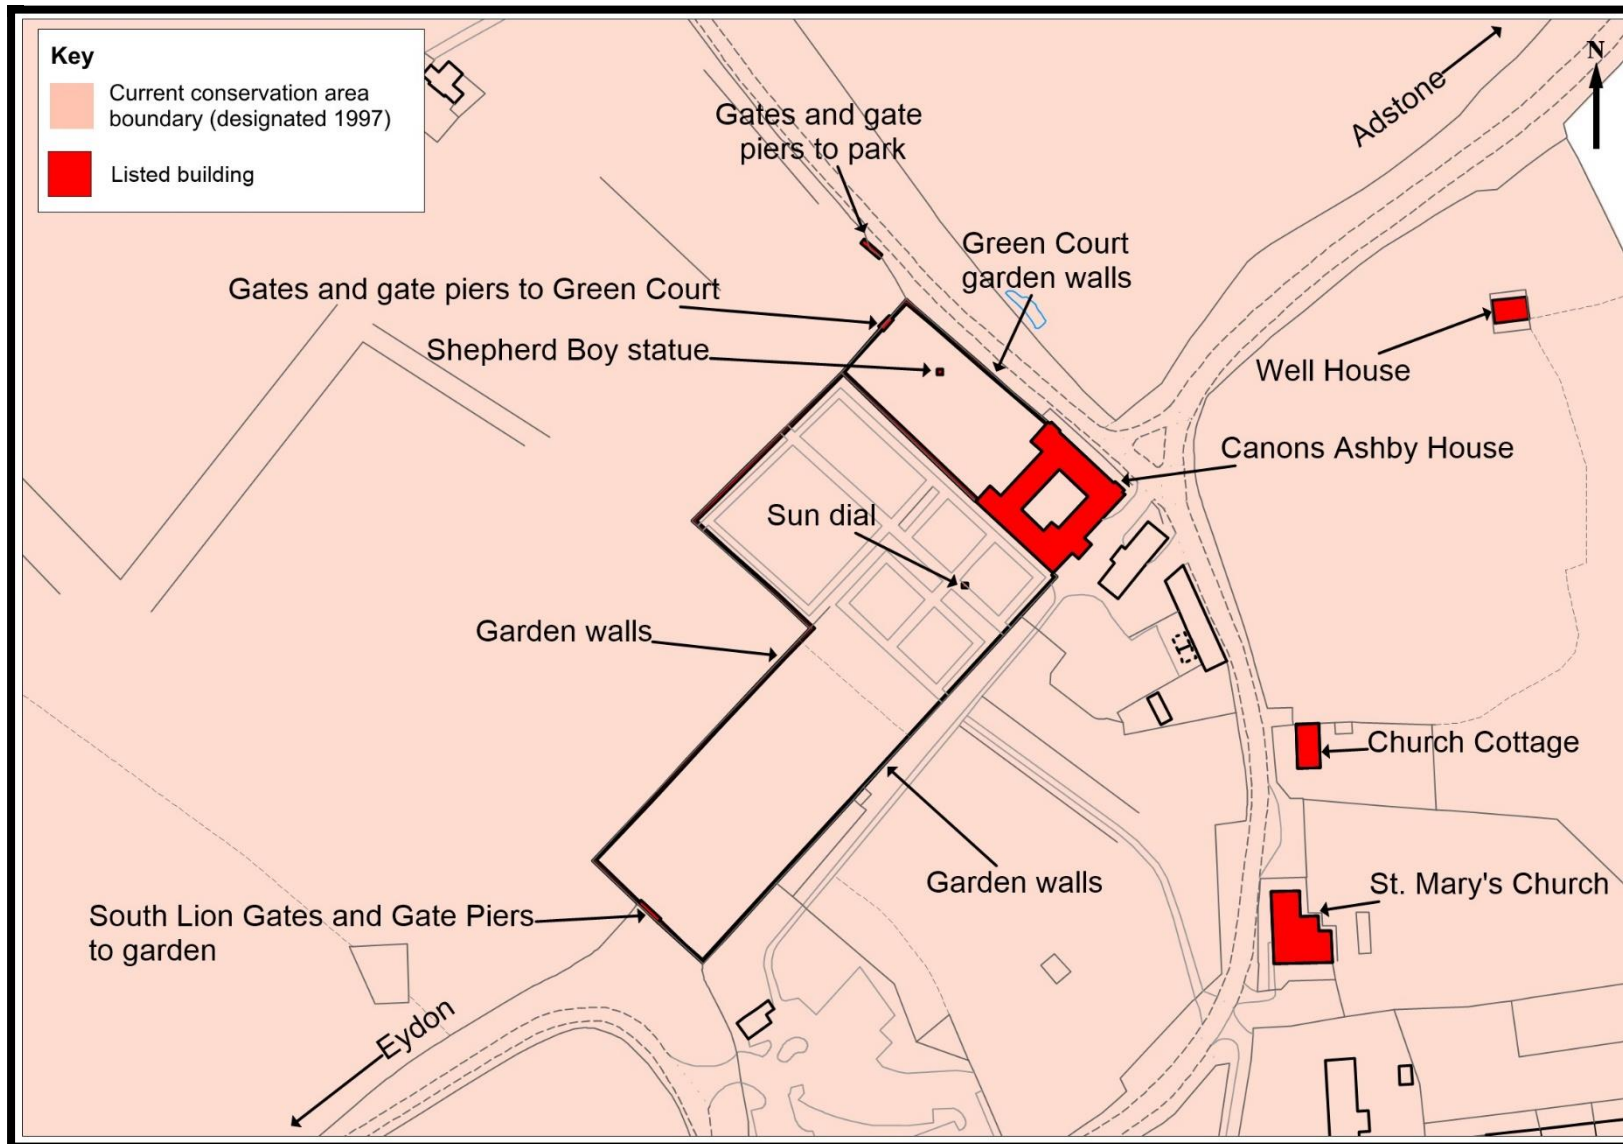 Key
Current conservation area
boundary (designated 1997)
Listed building
N
Adstone
Gates and gate
piers to park
Green Court
garden walls
Gates and gate piers to Green Court
Shepherd Boy statue
Well House
Canons Ashby House
Sun dial
Garden walls
Church Cottage
Garden walls
St. Mary's Church
South Lion Gates and Gate Piers
to garden
Eydon